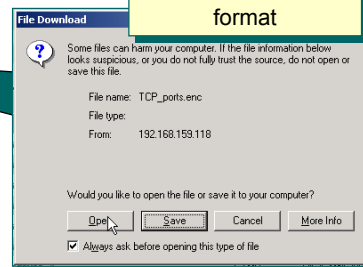 format
File Download
Some files can harm your computer. If the file information below
looks suspicious, or you do not fully trust the source, do not open or
save this file.
File name: TCP_ports.enc
File type:
From: 192.168.159.118
Would you like to open the file or save it to your computer?
Open Save Cancel More Info
Always ask before opening this type of file